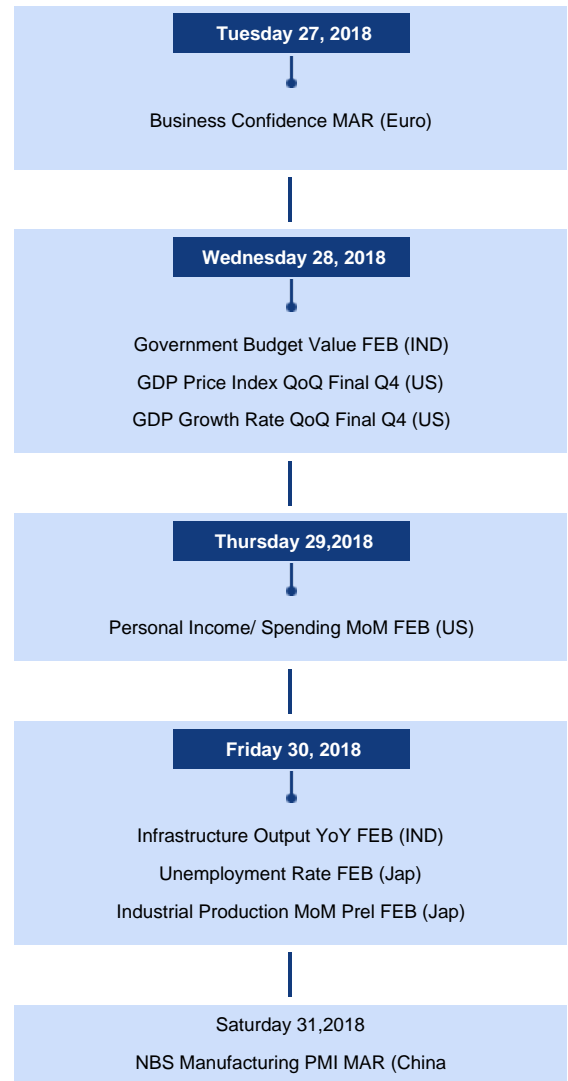 Tuesday 27, 2018
Business Confidence MAR (Euro)
Wednesday 28, 2018
Government Budget Value FEB (IND)
GDP Price Index QoQ Final Q4 (US)
GDP Growth Rate QoQ Final Q4 (US)
Thursday 29,2018
Personal Income/ Spending MoM FEB (US)
Friday 30, 2018
Infrastructure Output YoY FEB (IND)
Unemployment Rate FEB (Jap)
Industrial Production MoM Prel FEB (Jap)
Saturday 31,2018
NBS Manufacturing PMI MAR (China